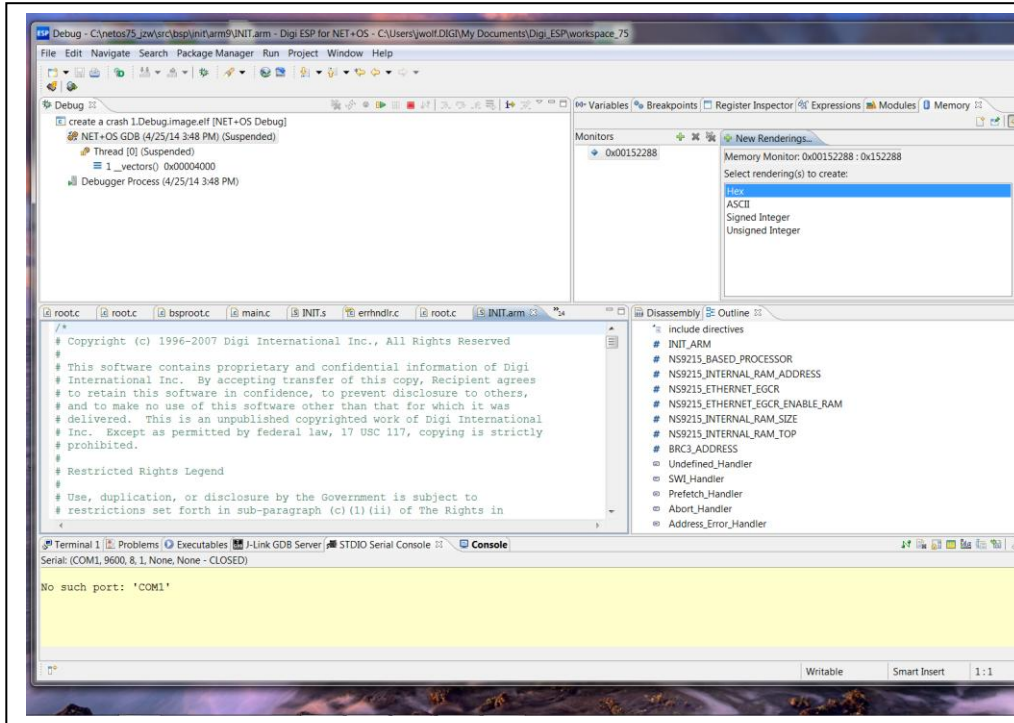 Debug - C:\netos75_jzw\src\bsp\init\arm9\INIT.arm - Digi ESP for NET+OS - C:\Users\jwolf.DIGI\My Documents\Digi_ESP\workspace_75
File Edit Navigate Search Package Manager Run Project Window Help
Debug
create a crash 1.Debug.image.elf [NET+OS Debug]
NET+OS GDB (4/25/14 3:48 PM) (Suspended)
Thread [0] (Suspended)
1 __vectors() 0x00004000
Debugger Process (4/25/14 3:48 PM)
Variables Breakpoints Register Inspector Expressions Modules Memory
Monitors
0x00152288
New Renderings...
Memory Monitor: 0x00152288 : 0x152288
Select rendering(s) to create:
Hex
ASCII
Signed Integer
Unsigned Integer
root.c root.c bsproot.c main.c INIT.s errhndlr.c root.c INIT.arm »24
/*
# Copyright (c) 1996-2007 Digi International Inc., All Rights Reserved
#
# This software contains proprietary and confidential information of Digi
# International Inc. By accepting transfer of this copy, Recipient agrees
# to retain this software in confidence, to prevent disclosure to others,
# and to make no use of this software other than that for which it was
# delivered. This is an unpublished copyrighted work of Digi International
# Inc. Except as permitted by federal law, 17 USC 117, copying is strictly
# prohibited.
#
# Restricted Rights Legend
#
# Use, duplication, or disclosure by the Government is subject to
# restrictions set forth in sub-paragraph (c)(1)(ii) of The Rights in
Disassembly Outline
include directives
# INIT_ARM
# NS9215_BASED_PROCESSOR
# NS9215_INTERNAL_RAM_ADDRESS
# NS9215_ETHERNET_EGCR
# NS9215_ETHERNET_EGCR_ENABLE_RAM
# NS9215_INTERNAL_RAM_SIZE
# NS9215_INTERNAL_RAM_TOP
# BRC3_ADDRESS
Undefined_Handler
SWI_Handler
Prefetch_Handler
Abort_Handler
Address_Error_Handler
Terminal 1 Problems Executables J-Link GDB Server STDIO Serial Console Console
Serial: (COM1, 9600, 8, 1, None, None - CLOSED)
No such port: 'COM1'
Writable Smart Insert 1 : 1